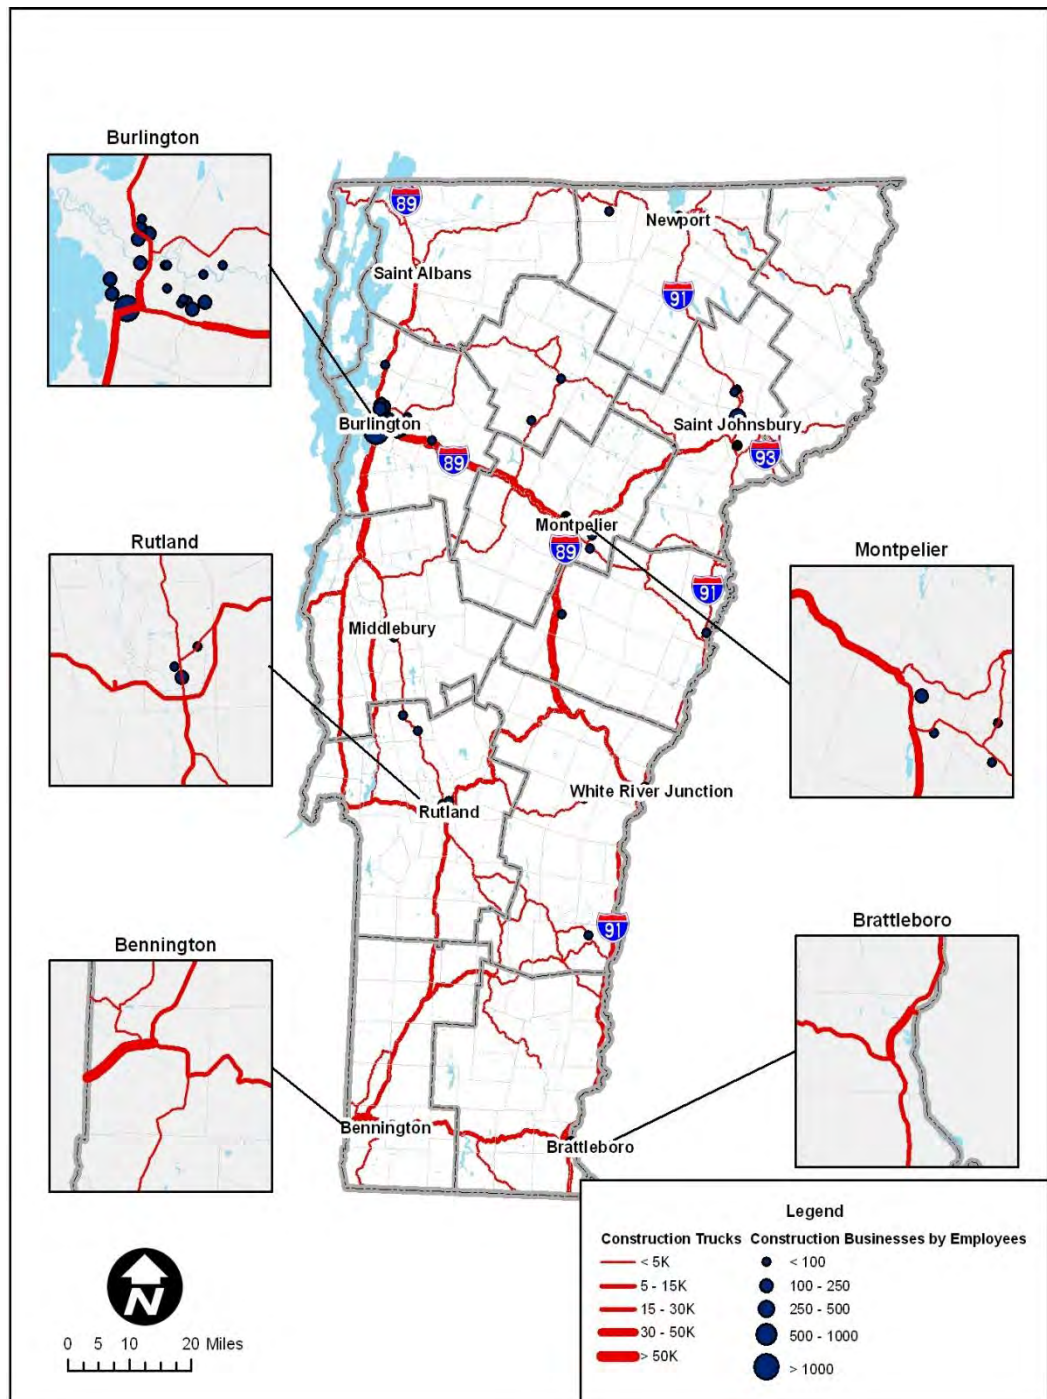 Burlington
89
Newport
Saint Albans
91
Burlington
Saint Johnsbury
89
93
Rutland
Montpelier
89
Montpelier
91
Middlebury
White River Junction
Rutland
Bennington
91
Brattleboro
Bennington
Brattleboro
Legend
Construction Trucks Construction Businesses by Employees
< 5K < 100
5 - 15K 100 - 250
15 - 30K 250 - 500
30 - 50K 500 - 1000
> 50K > 1000
N
0 5 10 20 Miles